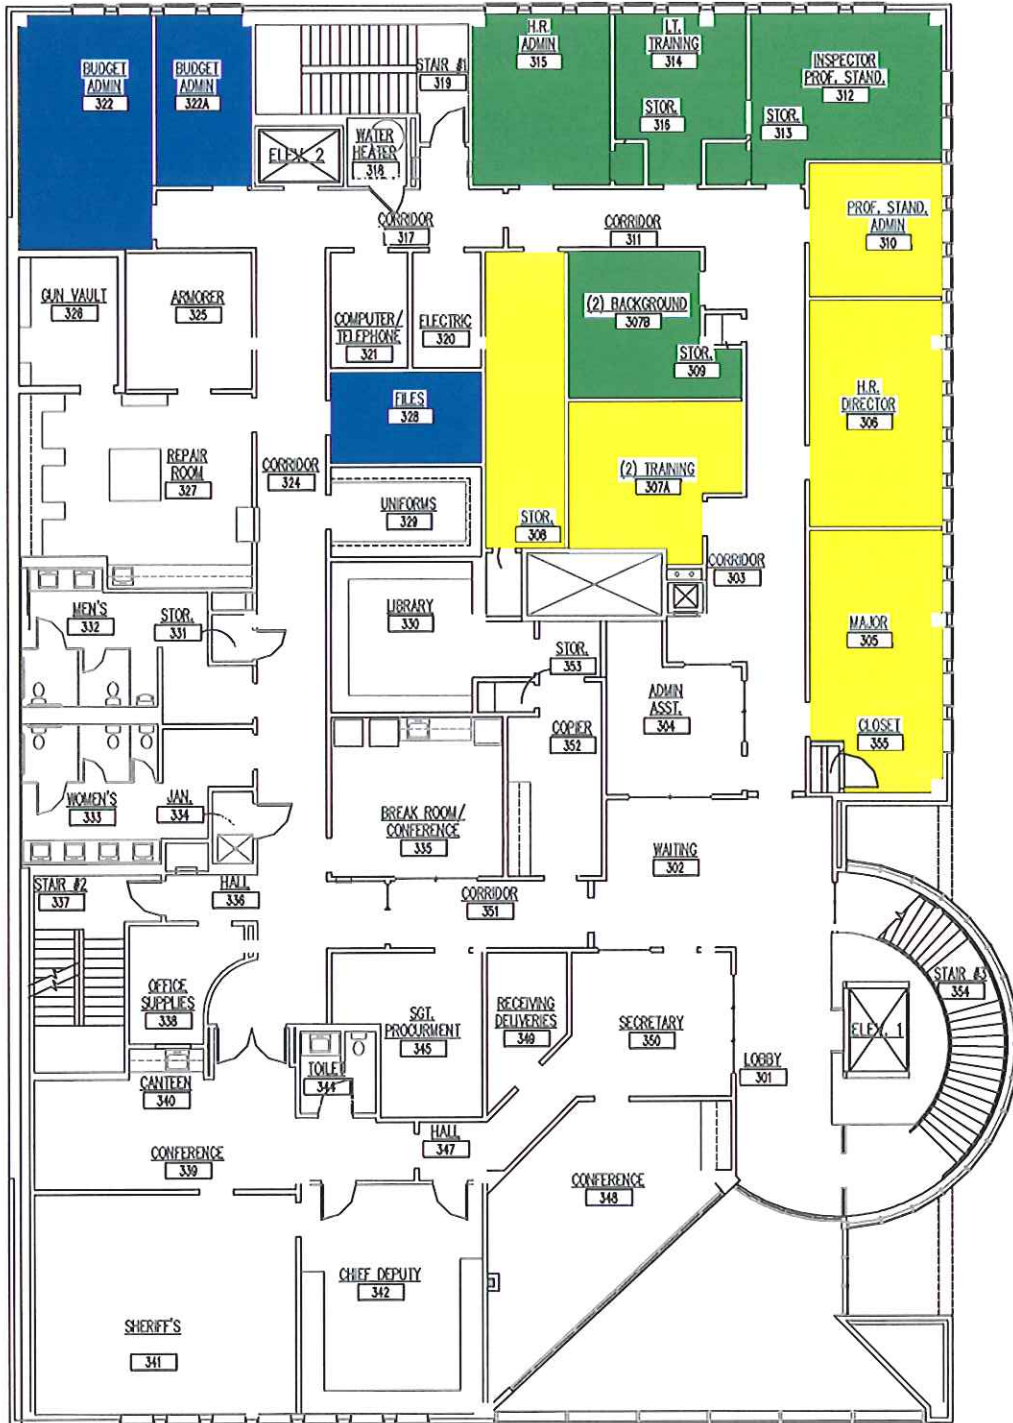 BUDGET
ADMIN
322
BUDGET
ADMIN
322A
STAIR #1
319
H.R.
ADMIN
315
LT.
TRAINING
314
STOR.
316
INSPECTOR
PROF. STAND.
312
STOR.
313
ELEV. 2
WATER
HEATER
318
CORRIDOR
317
CORRIDOR
311
PROF. STAND.
ADMIN
310
GUN VAULT
326
ARMORER
325
COMPUTER/
TELEPHONE
321
ELECTRIC
320
(2) BACKGROUND
307B
STOR.
309
H.R.
DIRECTOR
306
FILES
328
REPAIR
ROOM
327
CORRIDOR
324
UNIFORMS
329
STOR.
308
(2) TRAINING
307A
CORRIDOR
303
MEN'S
332
STOR.
331
LIBRARY
330
STOR.
353
MAJOR
305
ADMIN
ASST.
304
COPIER
352
CLOSET
355
WOMEN'S
333
JAN.
334
BREAK ROOM/
CONFERENCE
335
WAITING
302
STAIR #2
337
HALL
336
CORRIDOR
351
OFFICE
SUPPLIES
338
SGT.
PROCURMENT
345
RECEIVING
DELIVERIES
349
SECRETARY
350
STAIR #3
354
ELEV. 1
LOBBY
301
CANTEEN
340
TOILET
344
HALL
347
CONFERENCE
339
CONFERENCE
348
CHIEF DEPUTY
342
SHERIFF'S
341